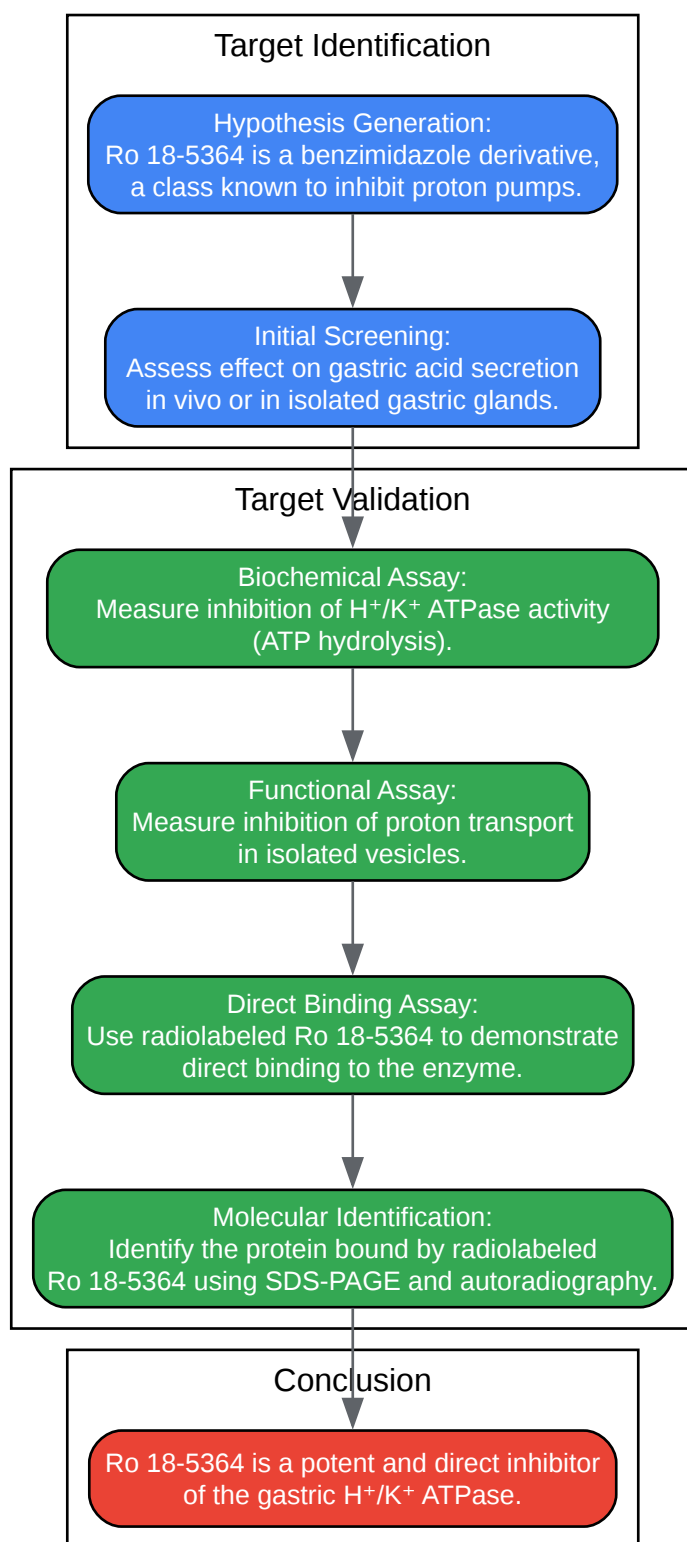 Target Identification
Hypothesis Generation:
Ro 18-5364 is a benzimidazole derivative,
a class known to inhibit proton pumps.
Initial Screening:
Assess effect on gastric acid secretion
in vivo or in isolated gastric glands.
Target Validation
Biochemical Assay:
Measure inhibition of H⁺/K⁺ ATPase activity
(ATP hydrolysis).
Functional Assay:
Measure inhibition of proton transport
in isolated vesicles.
Direct Binding Assay:
Use radiolabeled Ro 18-5364 to demonstrate
direct binding to the enzyme.
Molecular Identification:
Identify the protein bound by radiolabeled
Ro 18-5364 using SDS-PAGE and autoradiography.
Conclusion
Ro 18-5364 is a potent and direct inhibitor
of the gastric H⁺/K⁺ ATPase.